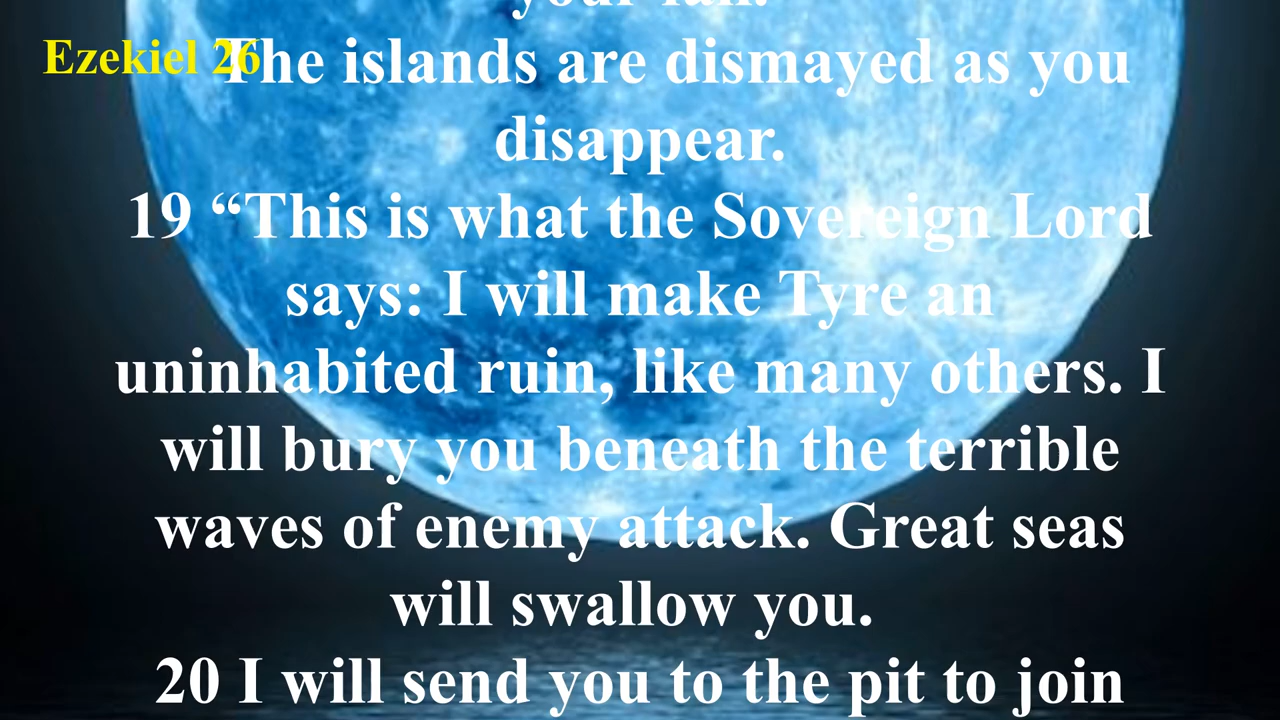 your fall.
Ezekiel 26
The islands are dismayed as you
disappear.
19 “This is what the Sovereign Lord
says: I will make Tyre an
uninhabited ruin, like many others. I
will bury you beneath the terrible
waves of enemy attack. Great seas
will swallow you.
20 I will send you to the pit to join